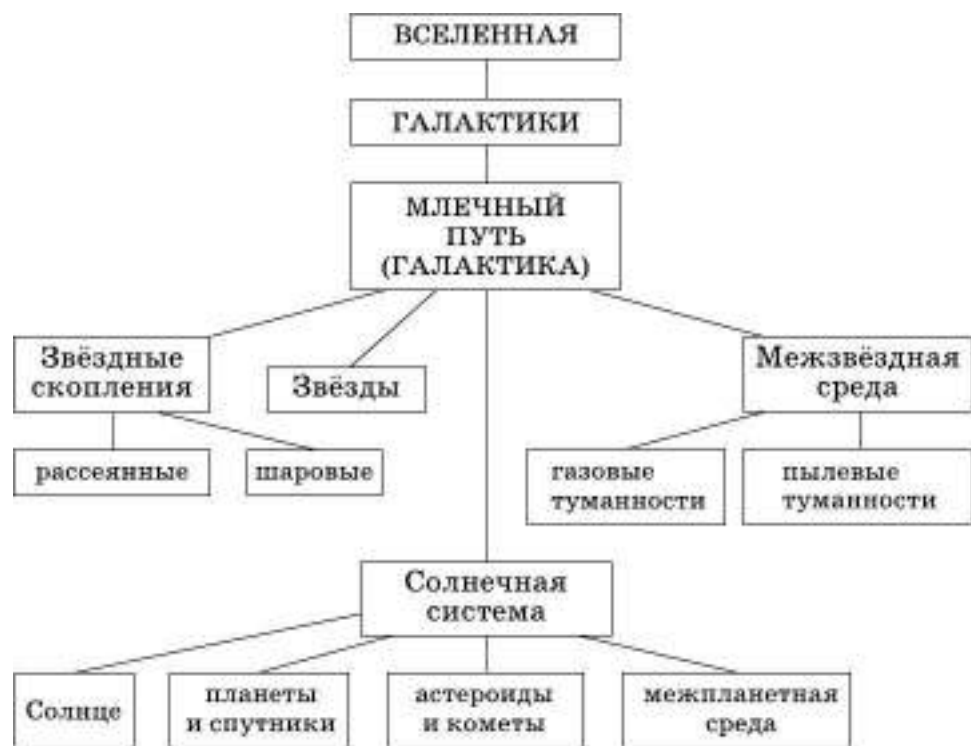 ВСЕЛЕННАЯ
ГАЛАКТИКИ
МЛЕЧНЫЙ
ПУТЬ
(ГАЛАКТИКА)
Звёздные
скопления
Звёзды
Межзвёздная
среда
рассеянные
шаровые
газовые
туманности
пылевые
туманности
Солнечная
система
Солнце
планеты
и спутники
астероиды
и кометы
межпланетная
среда